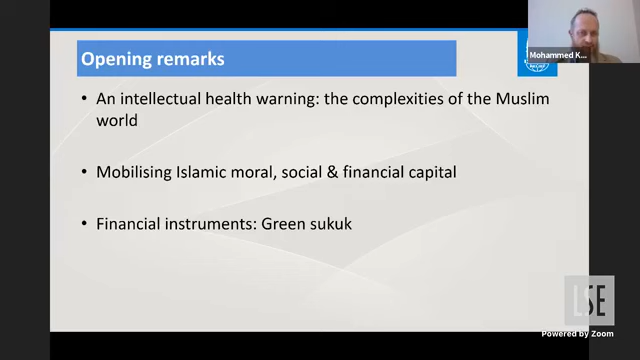 Opening remarks
Mohammed K...
• An intellectual health warning: the complexities of the Muslim
world
• Mobilising Islamic moral, social & financial capital
• Financial instruments: Green sukuk
LSE
Powered by Zoom